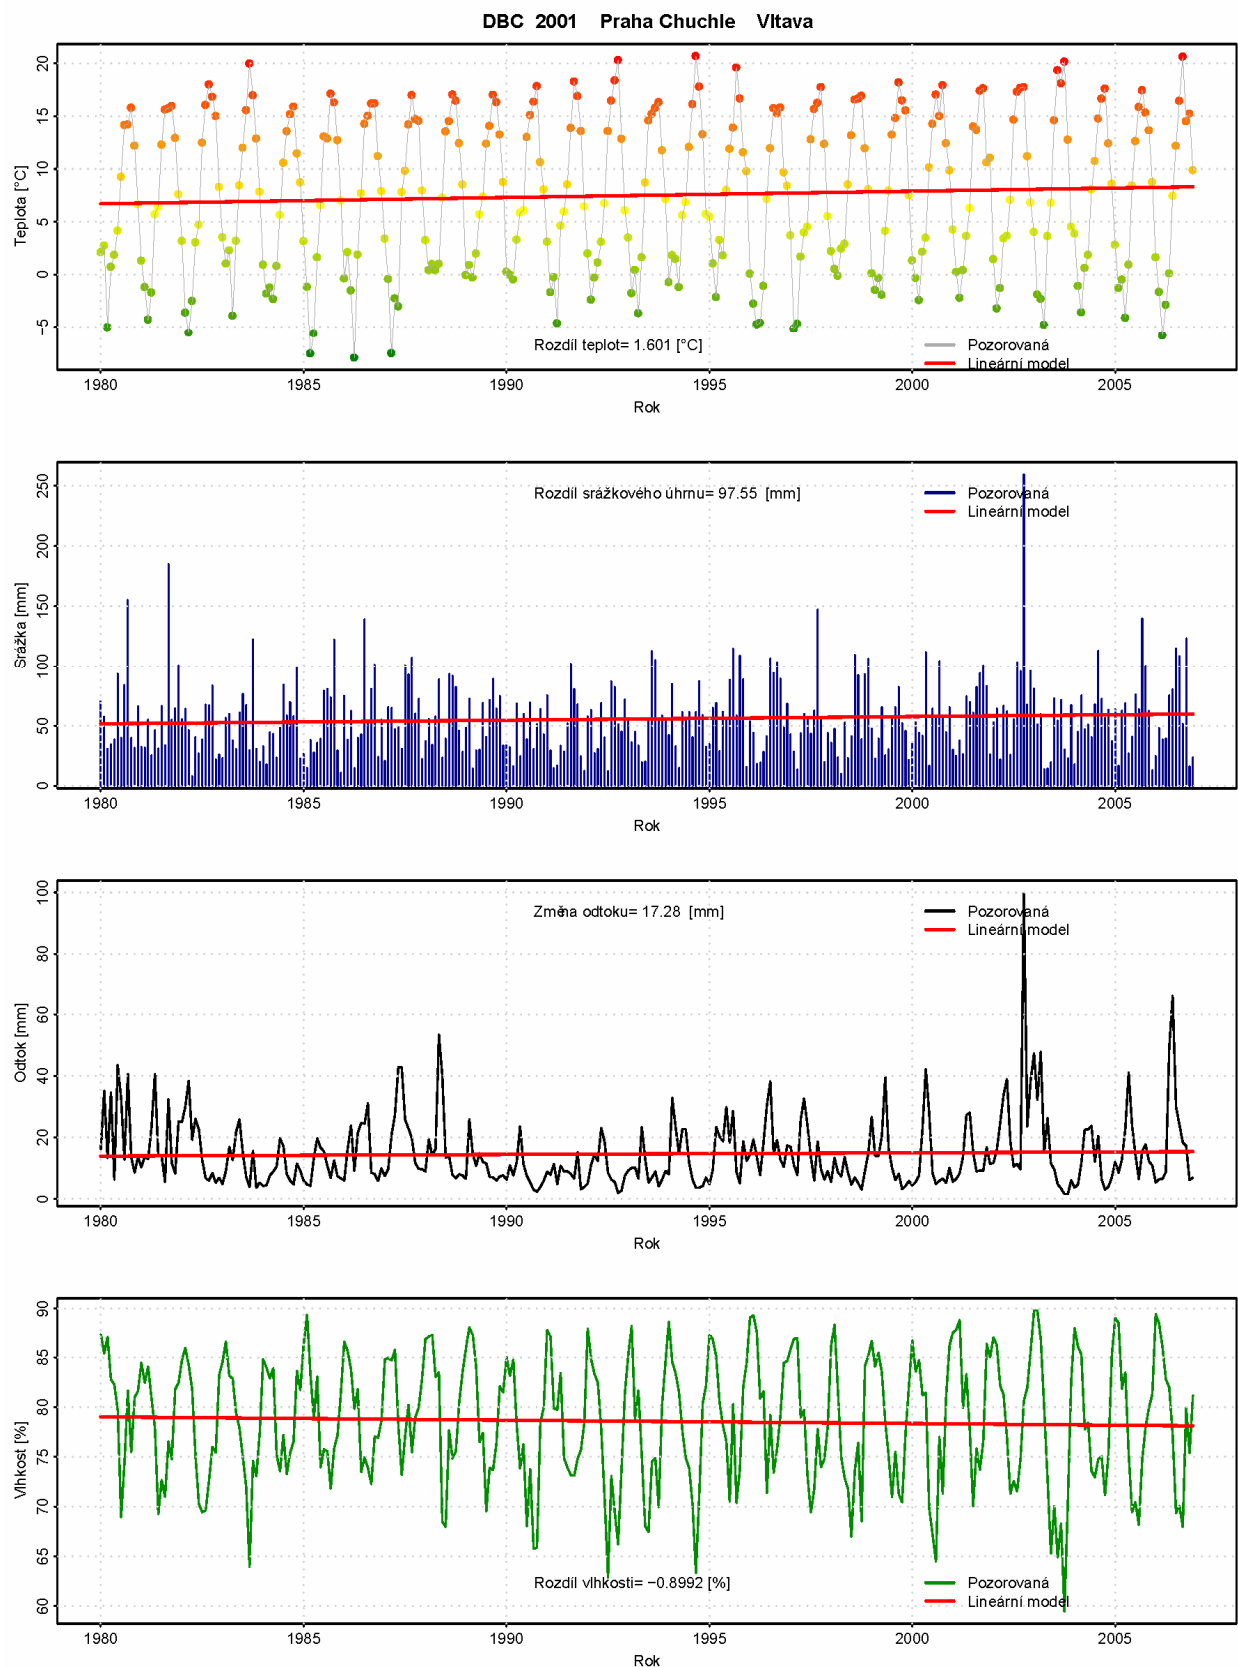 DBC 2001 Praha Chuchle Vltava
20
15
10
5
0
−5
Teplota [°C]
Rozdíl teplot= 1.601 [°C]
Pozorovaná
Lineární model
1980 1985 1990 1995 2000 2005
Rok
250
200
150
100
50
0
Srážka [mm]
Rozdíl srážkového úhrnu= 97.55 [mm]
Pozorovaná
Lineární model
1980 1985 1990 1995 2000 2005
Rok
100
80
60
40
20
0
Odtok [mm]
Změna odtoku= 17.28 [mm]
Pozorovaná
Lineární model
1980 1985 1990 1995 2000 2005
Rok
90
85
80
75
70
65
60
Vlhkost [%]
Rozdíl vlhkosti= −0.8992 [%]
Pozorovaná
Lineární model
1980 1985 1990 1995 2000 2005
Rok